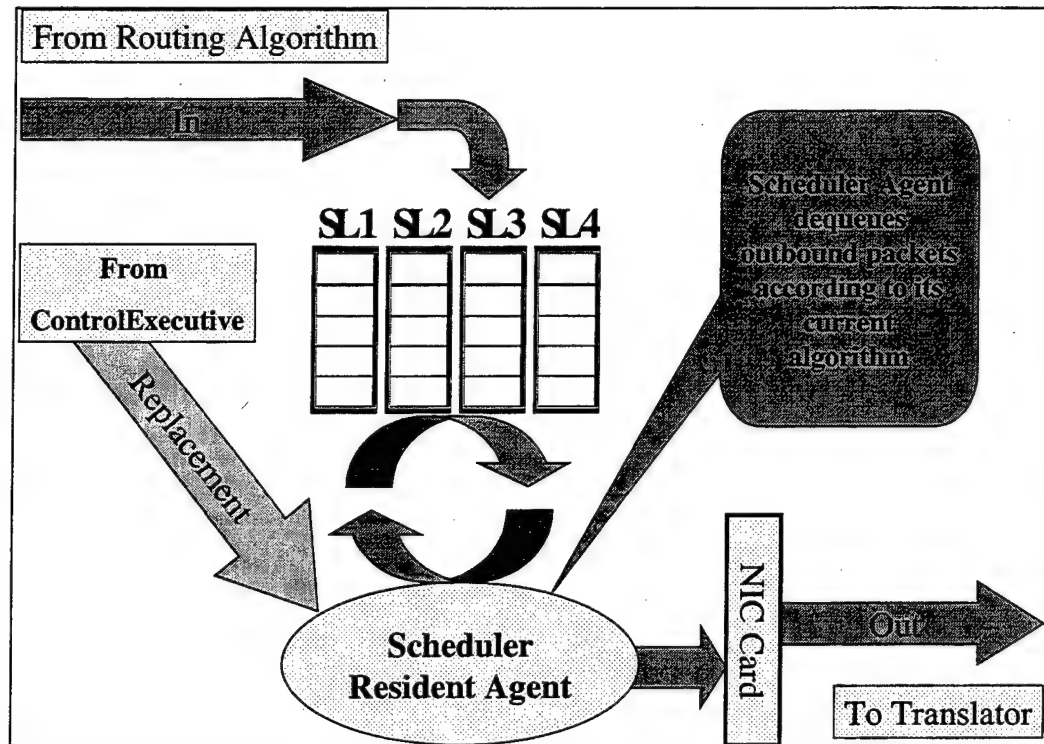 From Routing Algorithm
In
SL1 SL2 SL3 SL4
Scheduler Agent
dequeues
outbound packets
according to its
current
algorithm
From
ControlExecutive
Replacement
Scheduler
Resident Agent
NIC Card
Out
To Translator